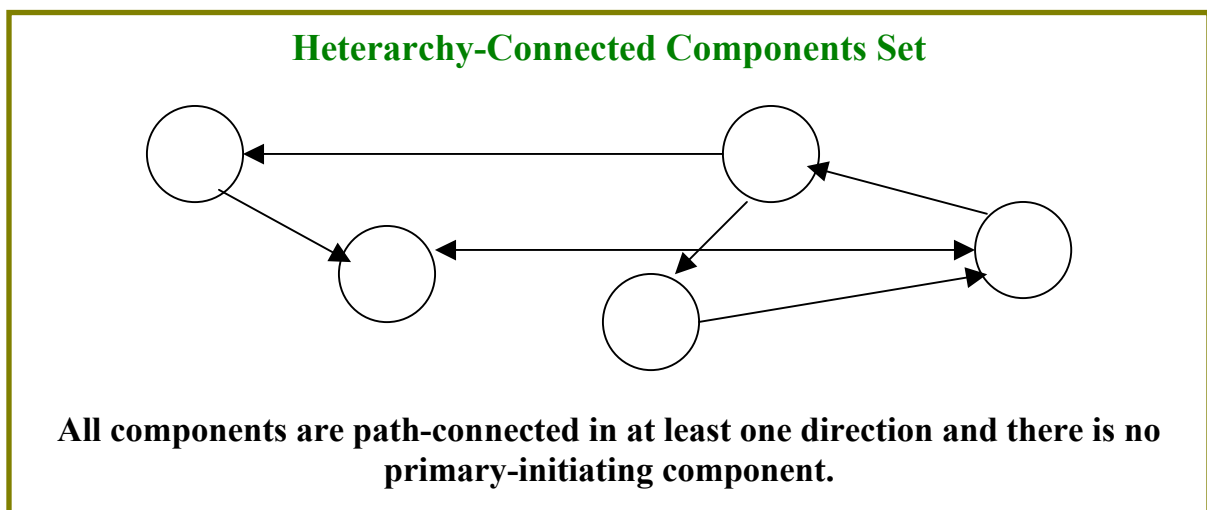 Heterarchy-Connected Components Set
All components are path-connected in at least one direction and there is no
primary-initiating component.